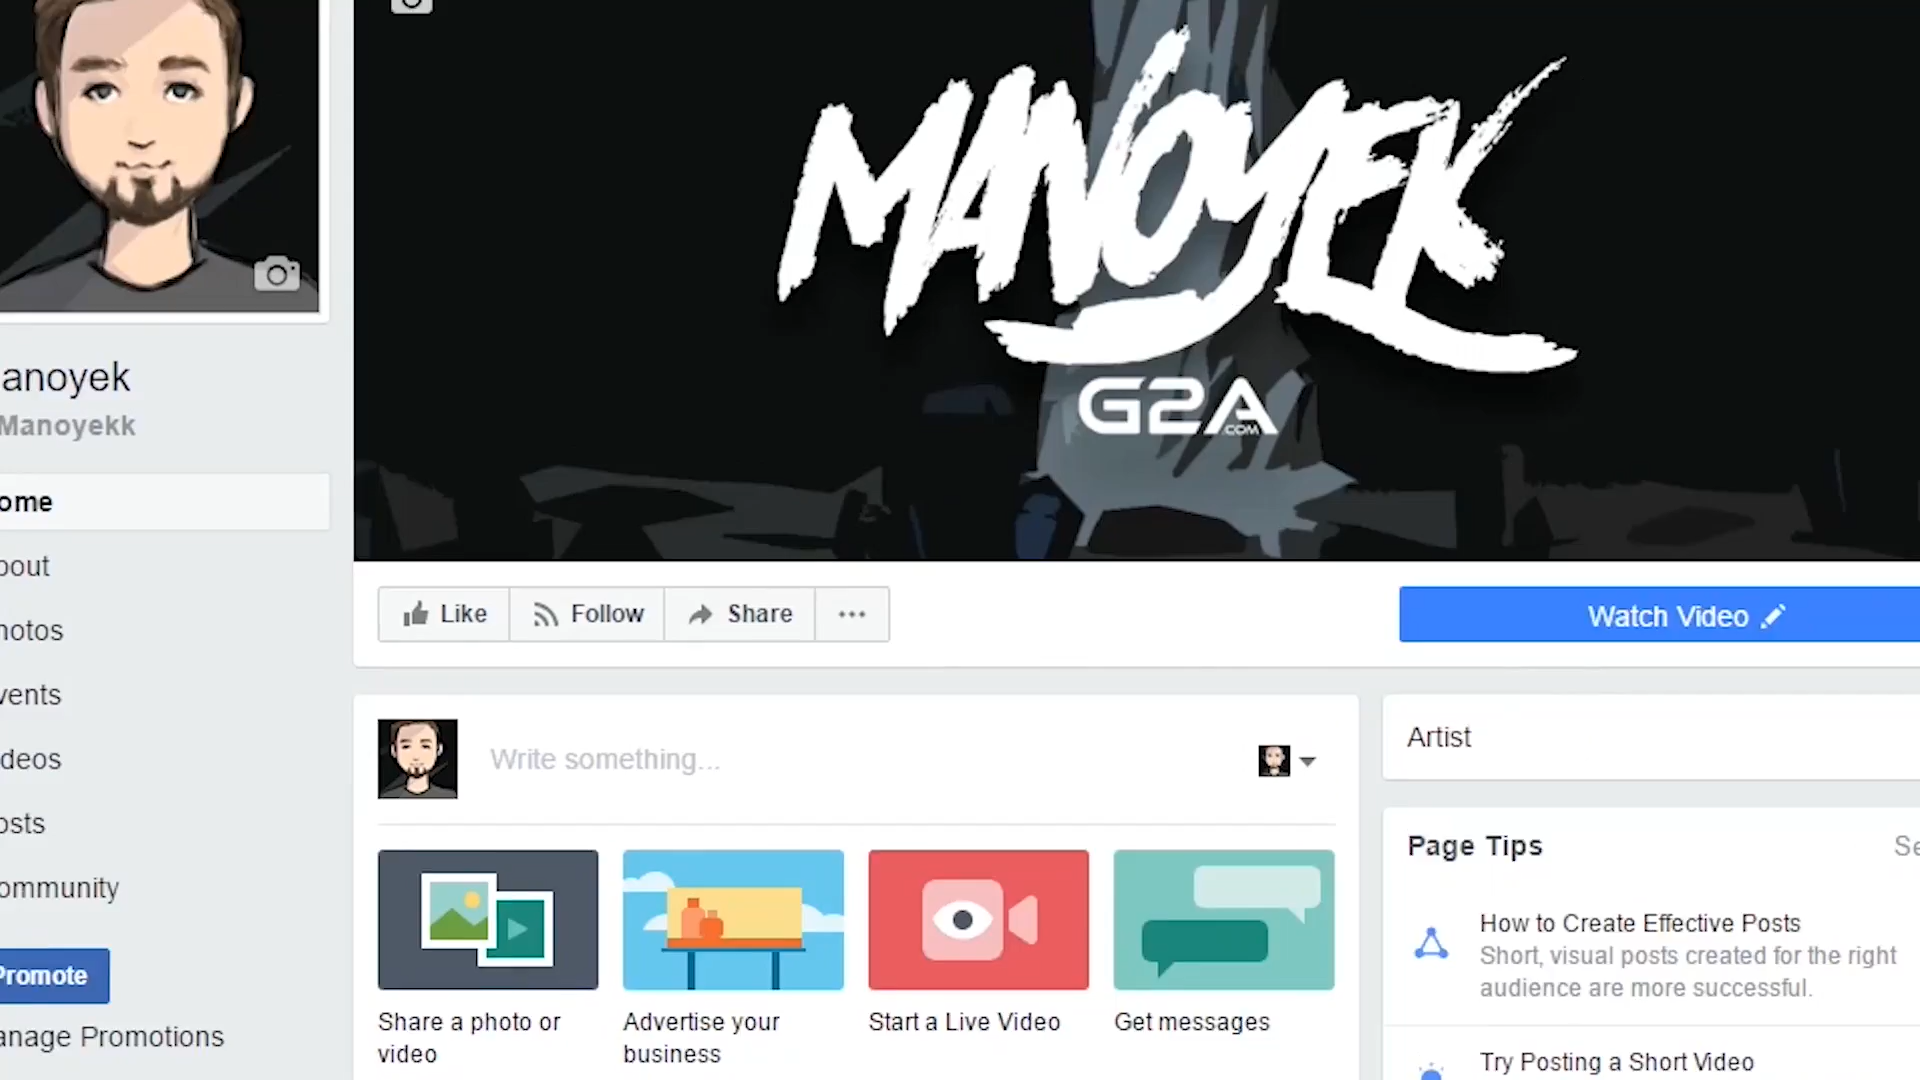 MANOYEK
G2A
.COM
anoyek
Manoyekk
ome
bout
hotos
vents
deos
osts
ommunity
Promote
anage Promotions
Like
Follow
Share
Watch Video
Write something...
Share a photo or
video
Advertise your
business
Start a Live Video
Get messages
Artist
Page Tips
Se
How to Create Effective Posts
Short, visual posts created for the right
audience are more successful.
Try Posting a Short Video